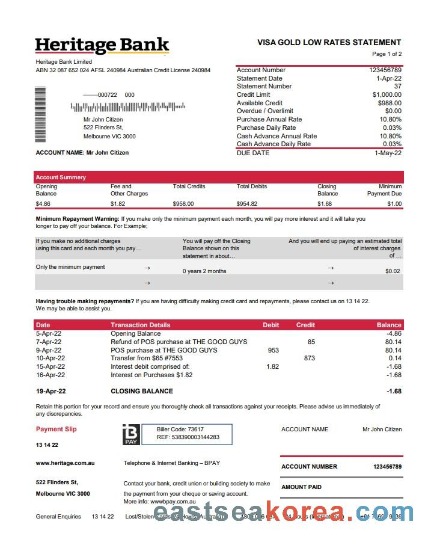 Heritage Bank
VISA GOLD LOW RATES STATEMENT
Page 1 of 2
Heritage Bank Limited
ABN 32 087 652 024 AFSL 240984 Australian Credit License 240984
Account Number 123456789
Statement Date 1-Apr-22
Statement Number 37
Credit Limit $1,000.00
Available Credit $988.00
Overdue / Overlimit $0.00
Purchase Annual Rate 10.80%
Purchase Daily Rate 0.03%
Cash Advance Annual Rate 10.80%
Cash Advance Daily Rate 0.03%
DUE DATE 1-May-22
000722 000
Mr John Citizen
522 Flinders St,
Melbourne VIC 3000
ACCOUNT NAME: Mr John Citizen
Account Summary
Opening Balance Fee and Other Charges Total Credits Total Debits Closing Balance Minimum Payment Due
$4.86 $1.82 $958.00 $954.82 $1.68 $1.00
Minimum Repayment Warning: If you make only the minimum payment each month, you will pay more interest and it will take you
longer to pay off your balance. For Example;
If you make no additional charges using this card and each month you pay....
You will pay off the Closing Balance shown on this statement in about....
And you will end up paying an estimated total of interest charges of ....
Only the minimum payment → 0 years 2 months → $0.02
→ →
Having trouble making repayments? If you are having difficulty making credit card and repayments, please contact us on 13 14 22.
We may be able to assist you.
Date Transaction Details Debit Credit Balance
5-Apr-22 Opening Balance -4.86
7-Apr-22 Refund of POS purchase at THE GOOD GUYS 85 80.14
9-Apr-22 POS purchase at THE GOOD GUYS 953 80.14
10-Apr-22 Transfer from $85 #7553 873 0.14
15-Apr-22 Interest debit comprised of: 1.82 -1.68
16-Apr-22 Interest on Purchases $1.82 -1.68
19-Apr-22 CLOSING BALANCE -1.68
Retain this portion for your record and ensure you thoroughly check all transactions against your receipts. Please advise us immediately of
any discrepancies.
Payment Slip
13 14 22
B PAY
Biller Code: 73617
REF: 538390003144283
ACCOUNT NAME Mr John Citizen
www.heritage.com.au
Telephone & Internet Banking – BPAY
ACCOUNT NUMBER 123456789
522 Flinders St,
Melbourne VIC 3000
Contact your bank, credit union or building society to make
the payment from your cheque or saving account.
More info: www.bpay.com.au
AMOUNT PAID
General Enquiries 13 14 22 Lost/Stolen
eastseakorea.com